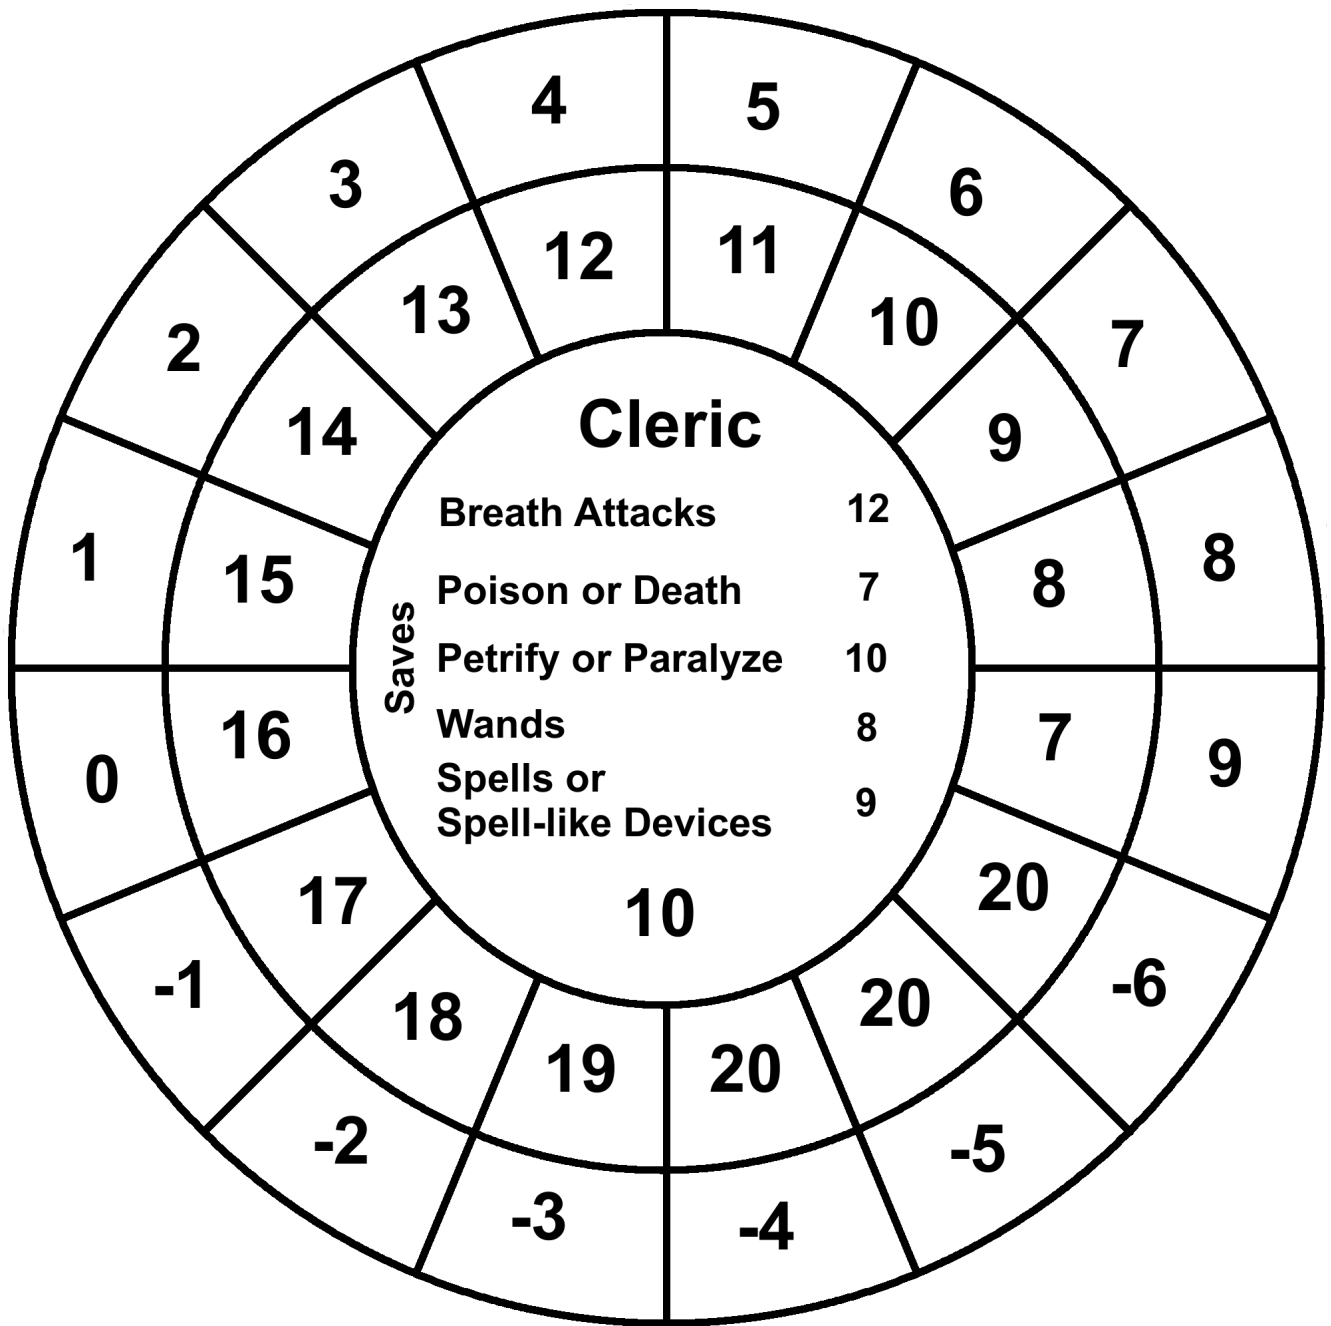 4 5
3 6
12 11
13 10
2 7
14 9
Cleric
Breath Attacks 12
1 15 8 8
Poison or Death 7
Saves
Petrify or Paralyze 10
Wands 8
0 16 7 9
Spells or
Spell-like Devices 9
17 10 20
-1 -6
18 20
19 20
-2 -5
-3 -4